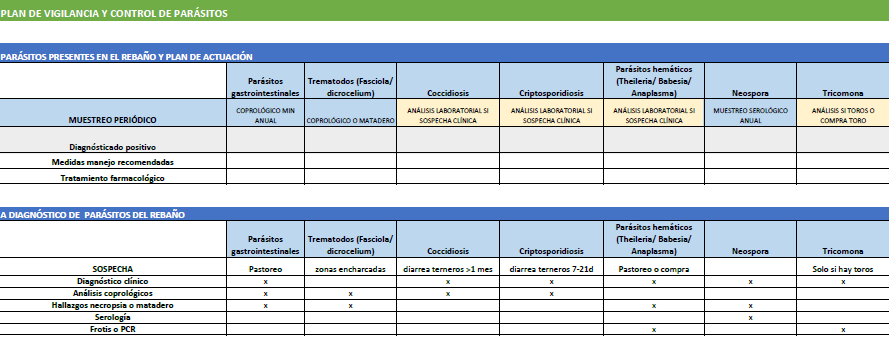 PLAN DE VIGILANCIA Y CONTROL DE PARÁSITOS
PARÁSITOS PRESENTES EN EL REBAÑO Y PLAN DE ACTUACIÓN
Parásitos gastrointestinales Trematodos (Fasciola/ dicrocelium) Coccidiosis Criptosporidiosis Parásitos hemáticos (Theileria/ Babesia/ Anaplasma) Neospora Tricomona
MUESTREO PERIÓDICO COPROLÓGICO MIN ANUAL COPROLÓGICO O MATADERO ANÁLISIS LABORATORIAL SI SOSPECHA CLÍNICA ANÁLISIS LABORATORIAL SI SOSPECHA CLÍNICA ANÁLISIS LABORATORIAL SI SOSPECHA CLÍNICA MUESTREO SEROLÓGICO ANUAL ANÁLISIS SI TOROS O COMPRA TORO
Diagnósticado positivo
Medidas manejo recomendadas
Tratamiento farmacológico
A DIAGNÓSTICO DE PARÁSITOS DEL REBAÑO
Parásitos gastrointestinales Trematodos (Fasciola/ dicrocelium) Coccidiosis Criptosporidiosis Parásitos hemáticos (Theileria/ Babesia/ Anaplasma) Neospora Tricomona
SOSPECHA Pastoreo zonas encharcadas diarrea terneros >1 mes diarrea terneros 7-21d Pastoreo o compra Solo si hay toros
Diagnóstico clínico x x x x x x
Análisis coprológicos x x x x
Hallazgos necropsia o matadero x x x x
Serología x
Frotis o PCR x x